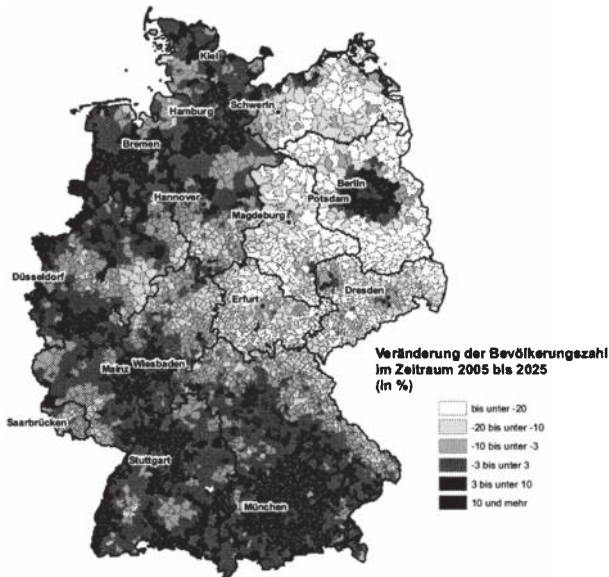 Kiel
Schwerin
Hamburg
Bremen
Berlin
Hannover
Potsdam
Magdeburg
Düsseldorf
Erfurt
Dresden
Wiesbaden
Mainz
Saarbrücken
Stuttgart
München
Veränderung der Bevölkerungszahl
im Zeitraum 2005 bis 2025
(in %)
bis unter -20
-20 bis unter -10
-10 bis unter -3
-3 bis unter 3
3 bis unter 10
10 und mehr